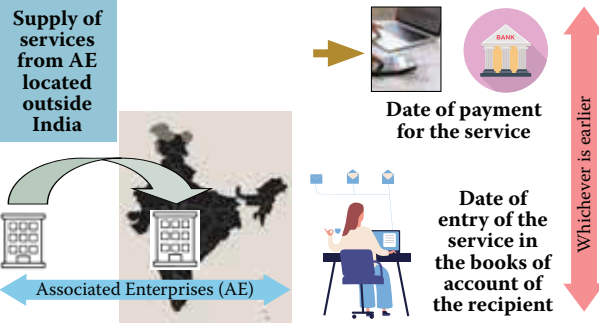 Supply of
services
from AE
located
outside
India
Associated Enterprises (AE)
BANK
Date of payment
for the service
Date of
entry of the
service in
the books of
account of
the recipient
Whichever is earlier